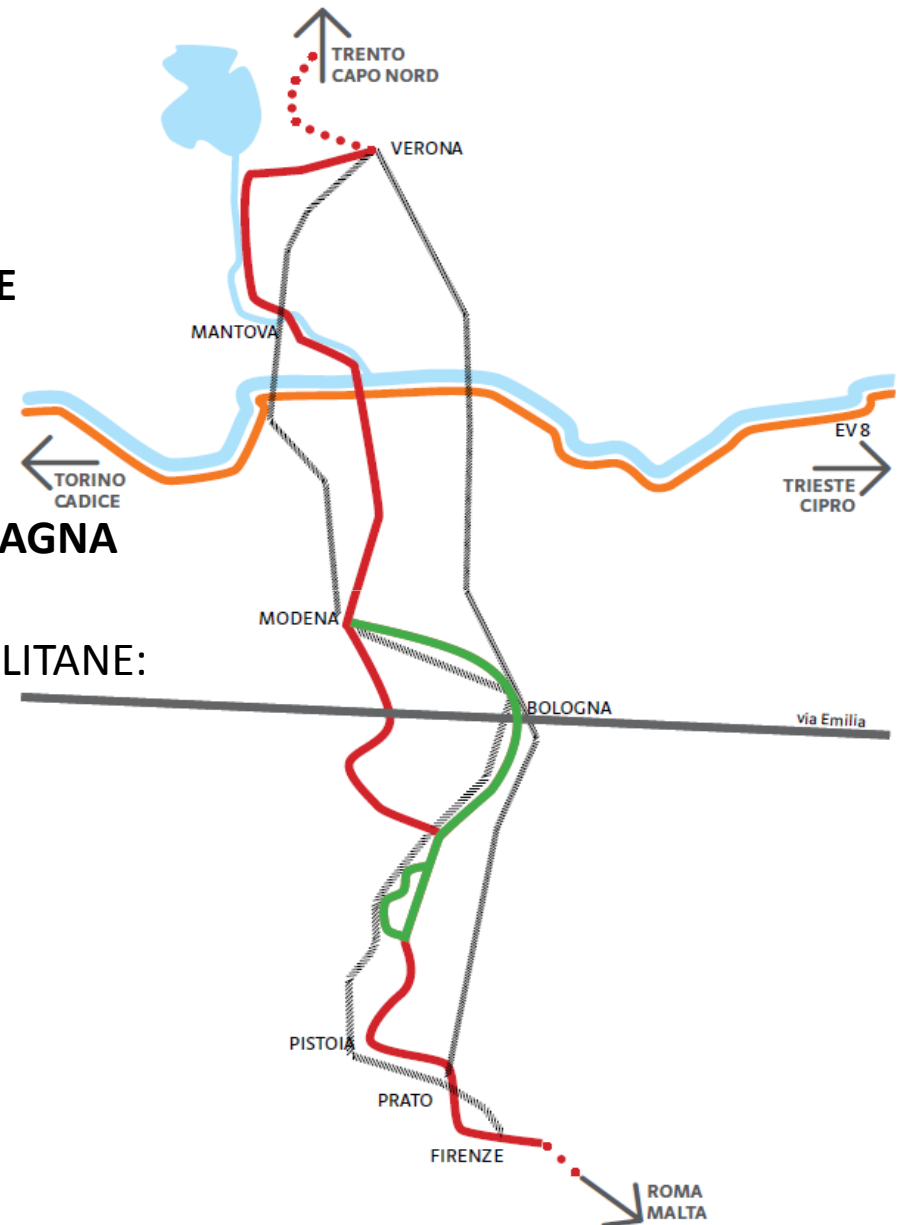 TRENTO
CAPO NORD
VERONA
E
MANTOVA
EV 8
TORINO
CADICE
TRIESTE
CIPRO
AGNA
MODENA
LITANE:
BOLOGNA
via Emilia
PISTOIA
PRATO
FIRENZE
ROMA
MALTA